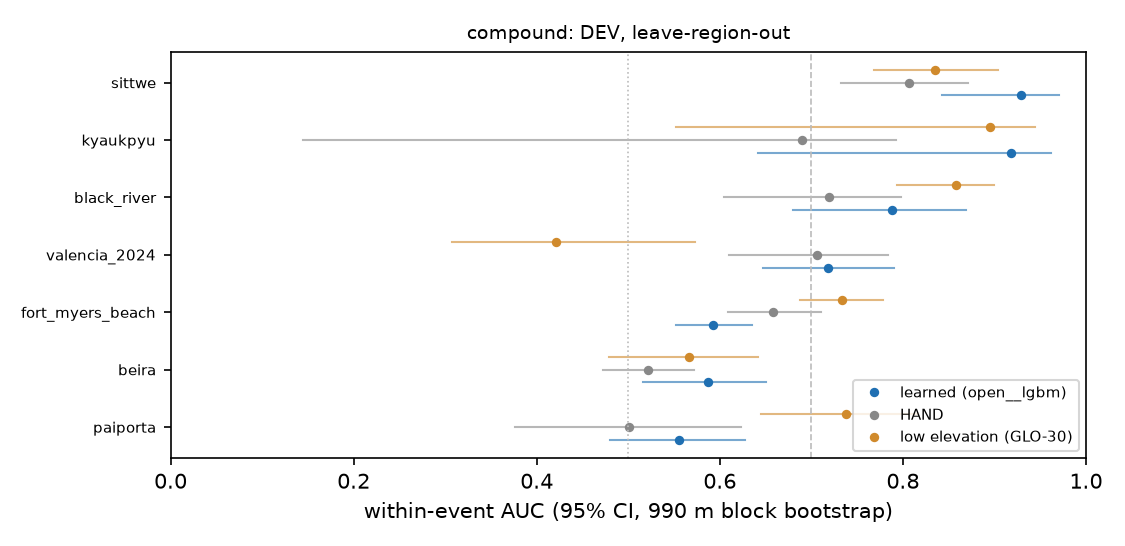 compound: DEV, leave-region-out
sittwe
kyaukpyu
black_river
valencia_2024
fort_myers_beach
beira
paiporta
learned (open__lgbm)
HAND
low elevation (GLO-30)
0.0 0.2 0.4 0.6 0.8 1.0
within-event AUC (95% CI, 990 m block bootstrap)